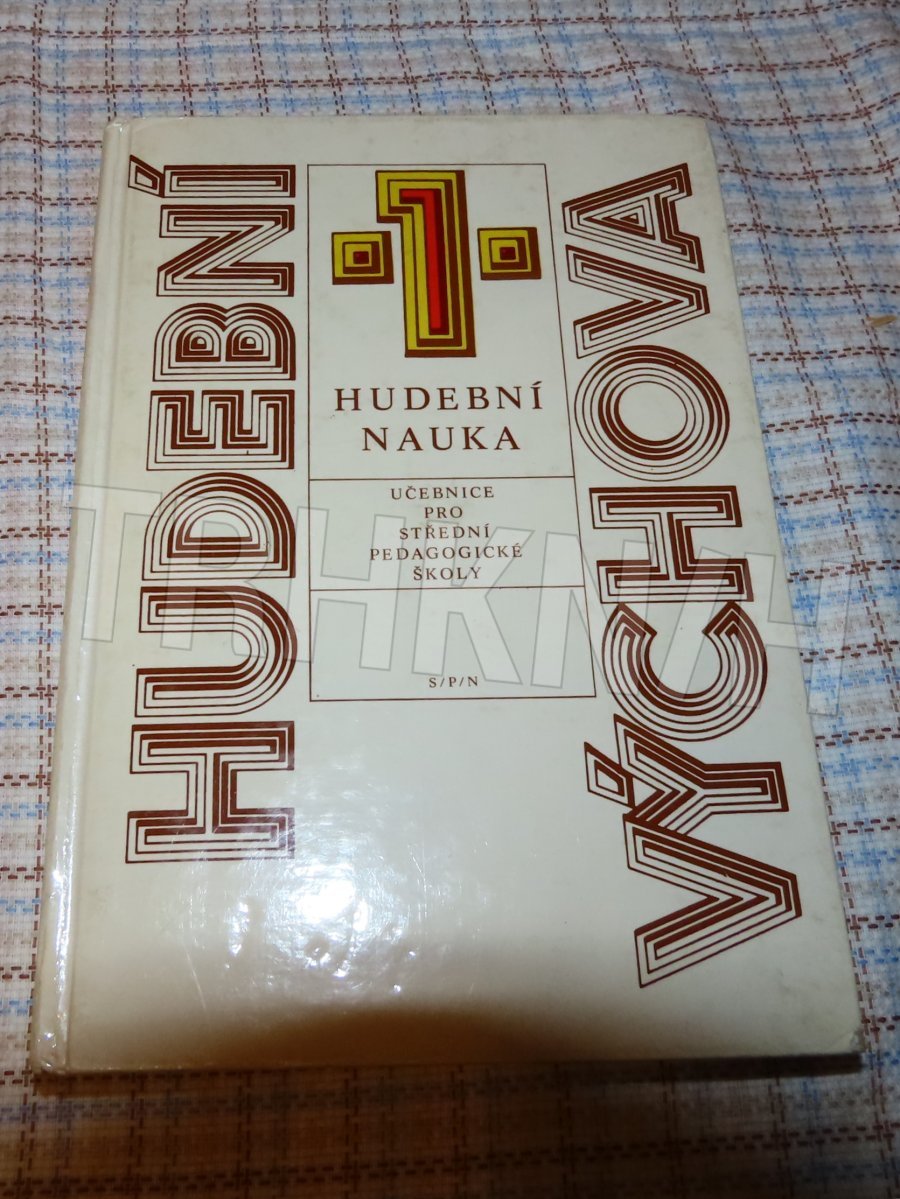 HUDEBNÍ
·1·
HUDEBNÍ
NAUKA
UČEBNICE
PRO
STŘEDNÍ
PEDAGOGICKÉ
ŠKOLY
S/P/N
VÝCHOVA
TRHKNIH